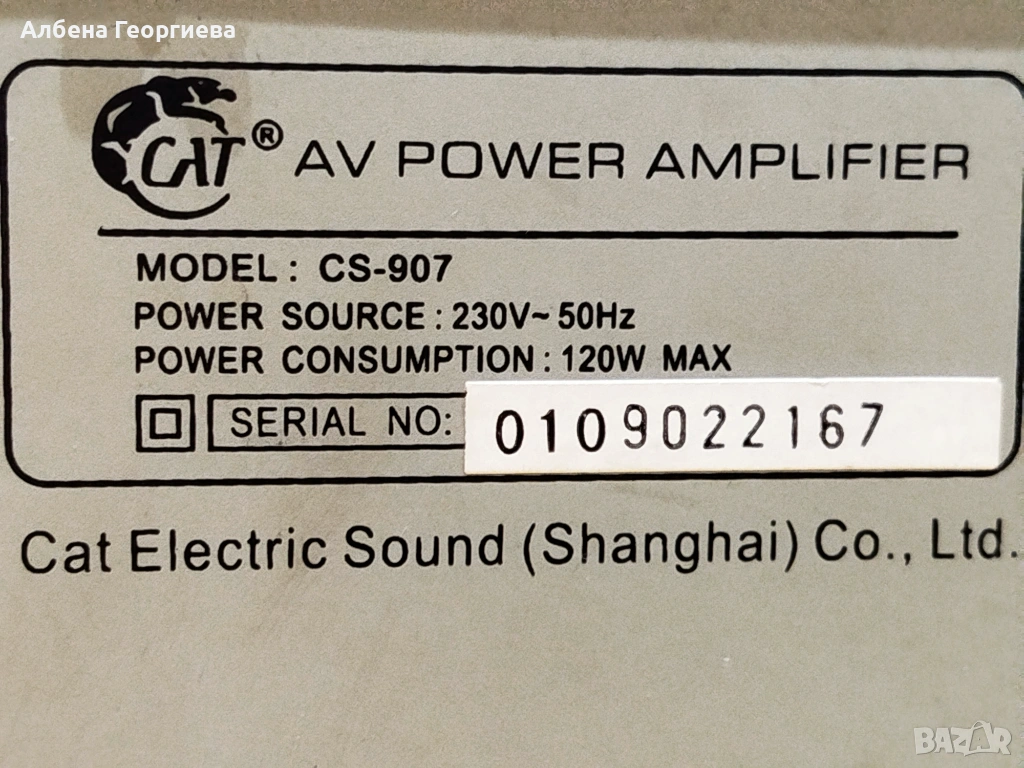 Албена Георгиева
CAT® AV POWER AMPLIFIER
MODEL: CS-907
POWER SOURCE: 230V~ 50Hz
POWER CONSUMPTION: 120W MAX
SERIAL NO: 0109022167
Cat Electric Sound (Shanghai) Co., Ltd.
BAZAR